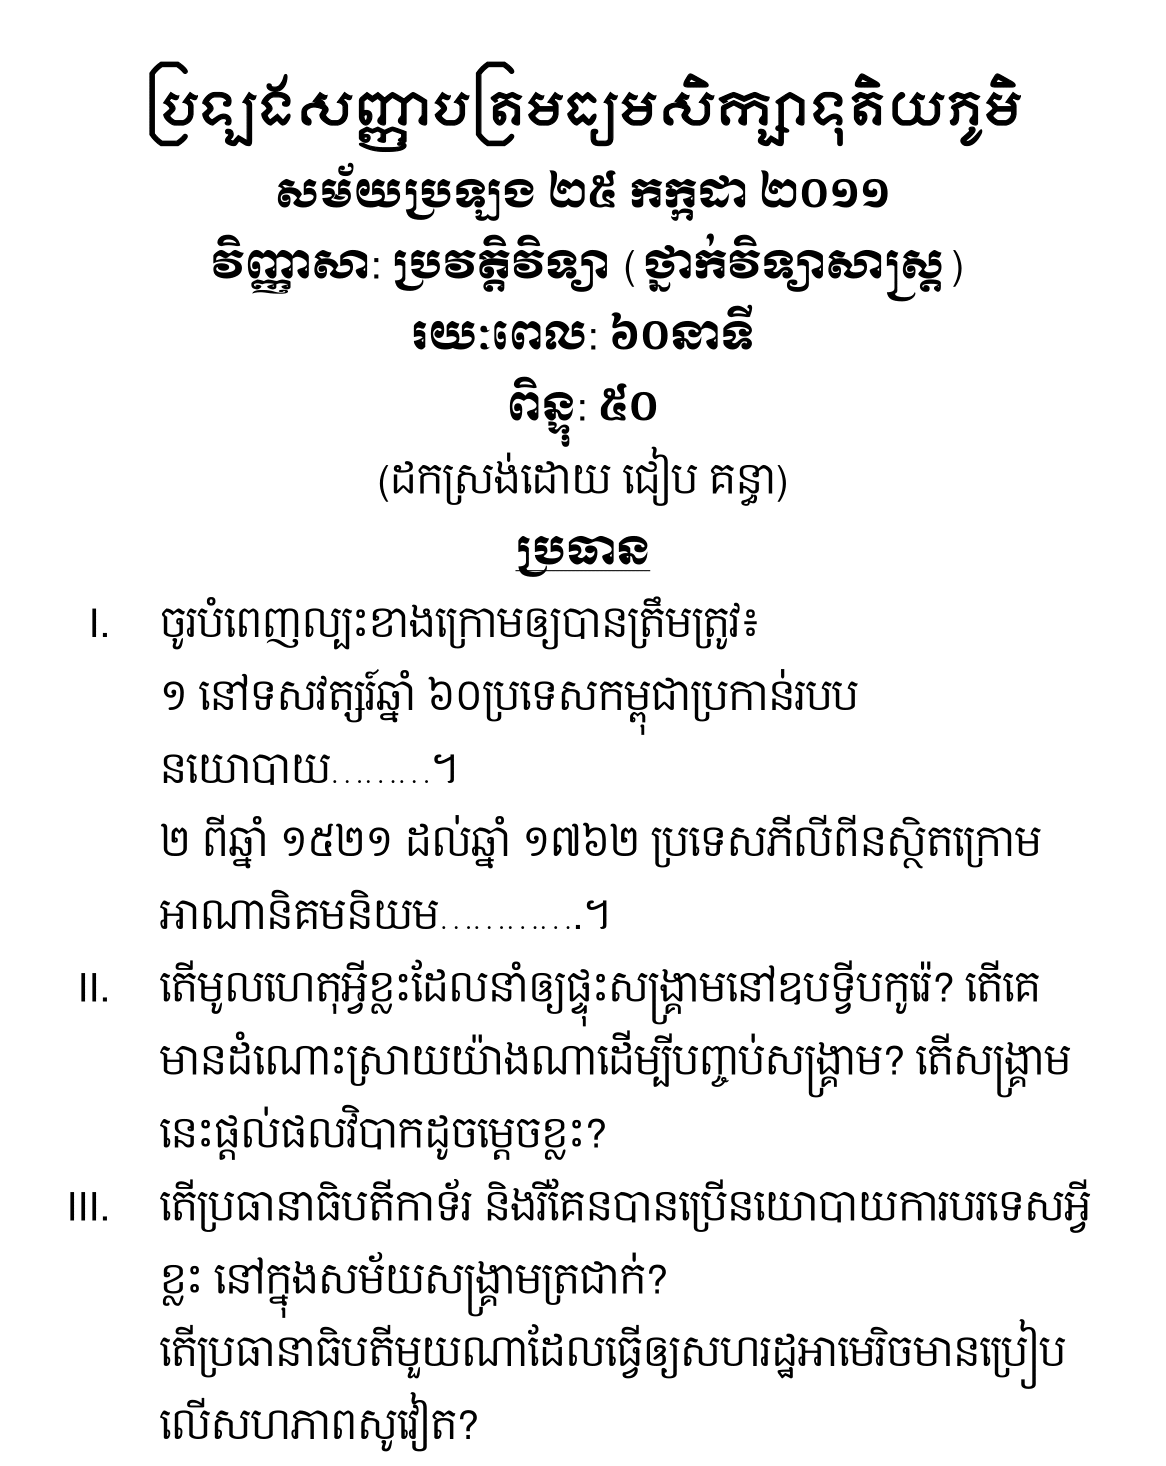 ប្រឡងសញ្ញាបត្រមធ្យមសិក្សាទុតិយភូមិ
សម័យប្រឡង ២៥ កក្កដា ២០១១
វិញ្ញាសា: ប្រវត្តិវិទ្យា (ថ្នាក់វិទ្យាសាស្ត្រ)
រយៈពេល: ៦០នាទី
ពិន្ទុ: ៥០
(ដកស្រង់ដោយ ជៀប គន្ធា)
ប្រធាន
I. ចូរបំពេញល្បះខាងក្រោមឲ្យបានត្រឹមត្រូវ៖
១ នៅទសវត្សរ៍ឆ្នាំ ៦០ប្រទេសកម្ពុជាប្រកាន់របប
នយោបាយ.........។
២ ពីឆ្នាំ ១៥២១ ដល់ឆ្នាំ ១៧៦២ ប្រទេសភីលីពីនស្ថិតក្រោម
អាណានិគមនិយម.............។
II. តើមូលហេតុអ្វីខ្លះដែលនាំឲ្យផ្ទុះសង្គ្រាមនៅឧបទ្វីបកូរ៉េ? តើគេ
មានដំណោះស្រាយយ៉ាងណាដើម្បីបញ្ចប់សង្គ្រាម? តើសង្គ្រាម
នេះផ្តល់ផលវិបាកដូចម្តេចខ្លះ?
III. តើប្រធានាធិបតីកាទ័រ និងរីគែនបានប្រើនយោបាយការបរទេសអ្វី
ខ្លះ នៅក្នុងសម័យសង្គ្រាមត្រជាក់?
តើប្រធានាធិបតីមួយណាដែលធ្វើឲ្យសហរដ្ឋអាមេរិចមានប្រៀប
លើសហភាពសូវៀត?